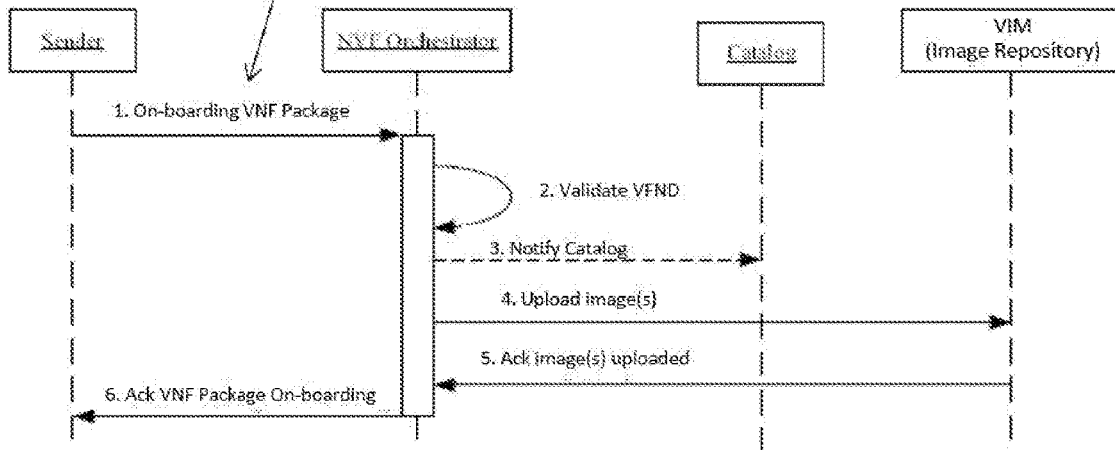 Sender
NVF Orchestrator
Catalog
VIM
(Image Repository)
1. On-boarding VNF Package
2. Validate VFND
3. Notify Catalog
4. Upload image(s)
5. Ack image(s) uploaded
6. Ack VNF Package On-boarding